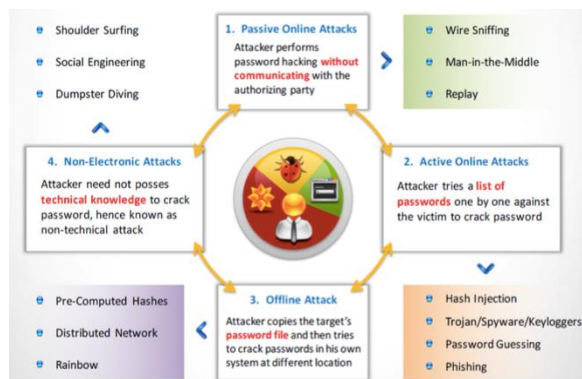 Shoulder Surfing
Social Engineering
Dumpster Diving
1. Passive Online Attacks
Attacker performs
password hacking without
communicating with the
authorizing party
Wire Sniffing
Man-in-the-Middle
Replay
4. Non-Electronic Attacks
Attacker need not posses
technical knowledge to crack
password, hence known as
non-technical attack
2. Active Online Attacks
Attacker tries a list of
passwords one by one against
the victim to crack password
Pre-Computed Hashes
Distributed Network
Rainbow
3. Offline Attack
Attacker copies the target's
password file and then tries
to crack passwords in his own
system at different location
Hash Injection
Trojan/Spyware/Keyloggers
Password Guessing
Phishing